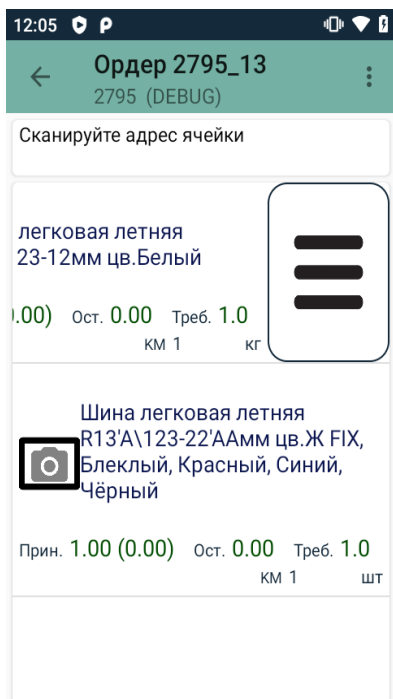 12:05
Ордер 2795_13
2795 (DEBUG)
Сканируйте адрес ячейки
легковая летняя
23-12мм цв.Белый
.00) Ост. 0.00 Треб. 1.0
КМ 1 кг
Шина легковая летняя
R13'A\123-22'AАмм цв.Ж FIX,
Блеклый, Красный, Синий,
Чёрный
Прин. 1.00 (0.00) Ост. 0.00 Треб. 1.0
КМ 1 шт